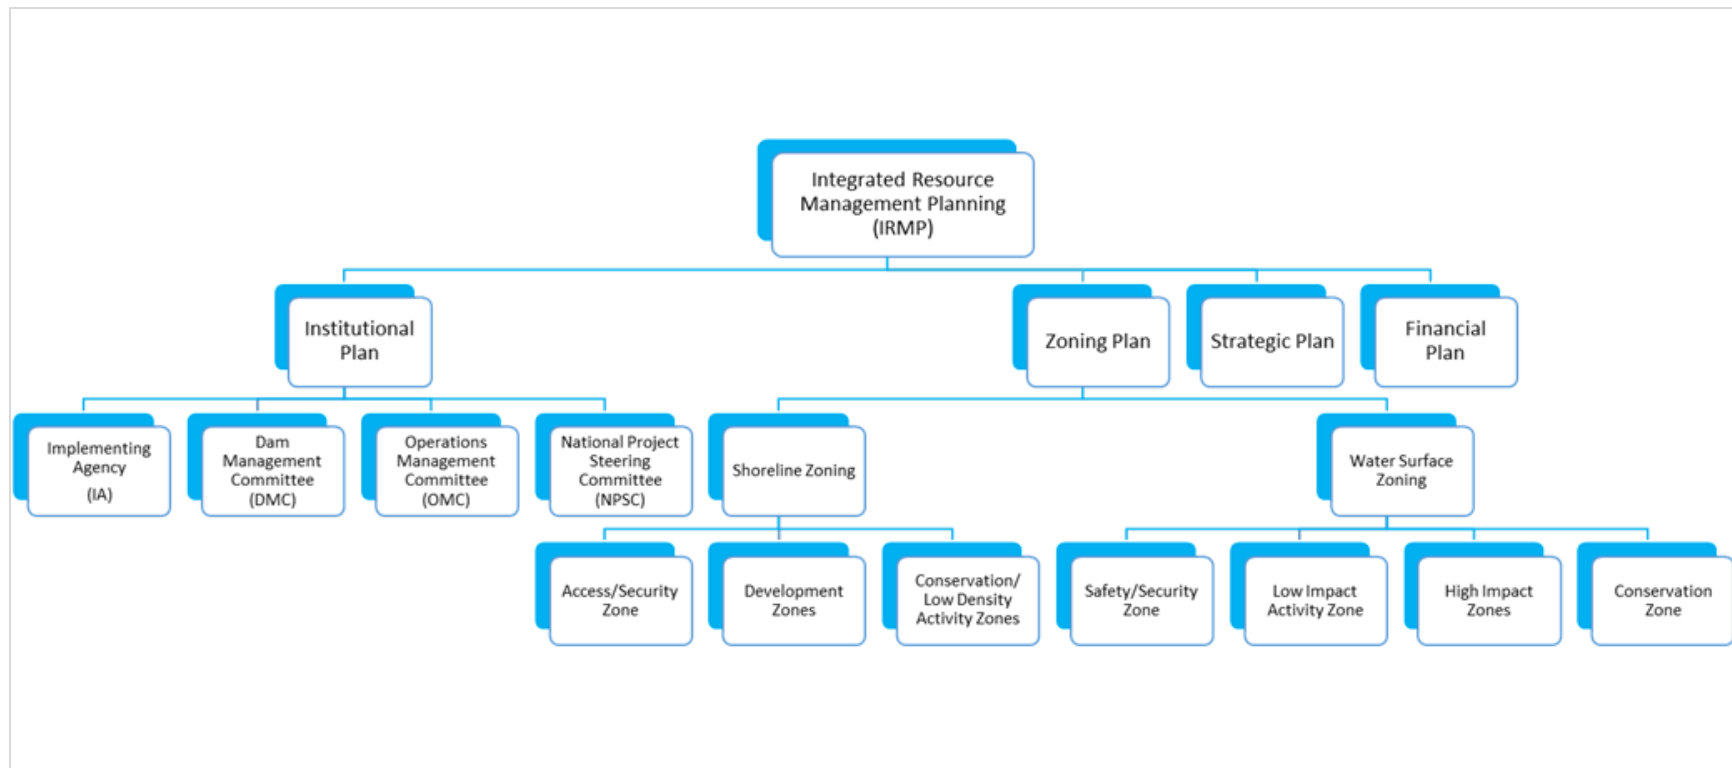 Integrated Resource
Management Planning
(IRMP)
Institutional
Plan
Zoning Plan
Strategic Plan
Financial
Plan
Implementing
Agency
(IA)
Dam
Management
Committee
(DMC)
Operations
Management
Committee
(OMC)
National Project
Steering
Committee
(NPSC)
Shoreline Zoning
Water Surface
Zoning
Access/Security
Zone
Development
Zones
Conservation/
Low Density
Activity Zones
Safety/Security
Zone
Low Impact
Activity Zone
High Impact
Zones
Conservation
Zone